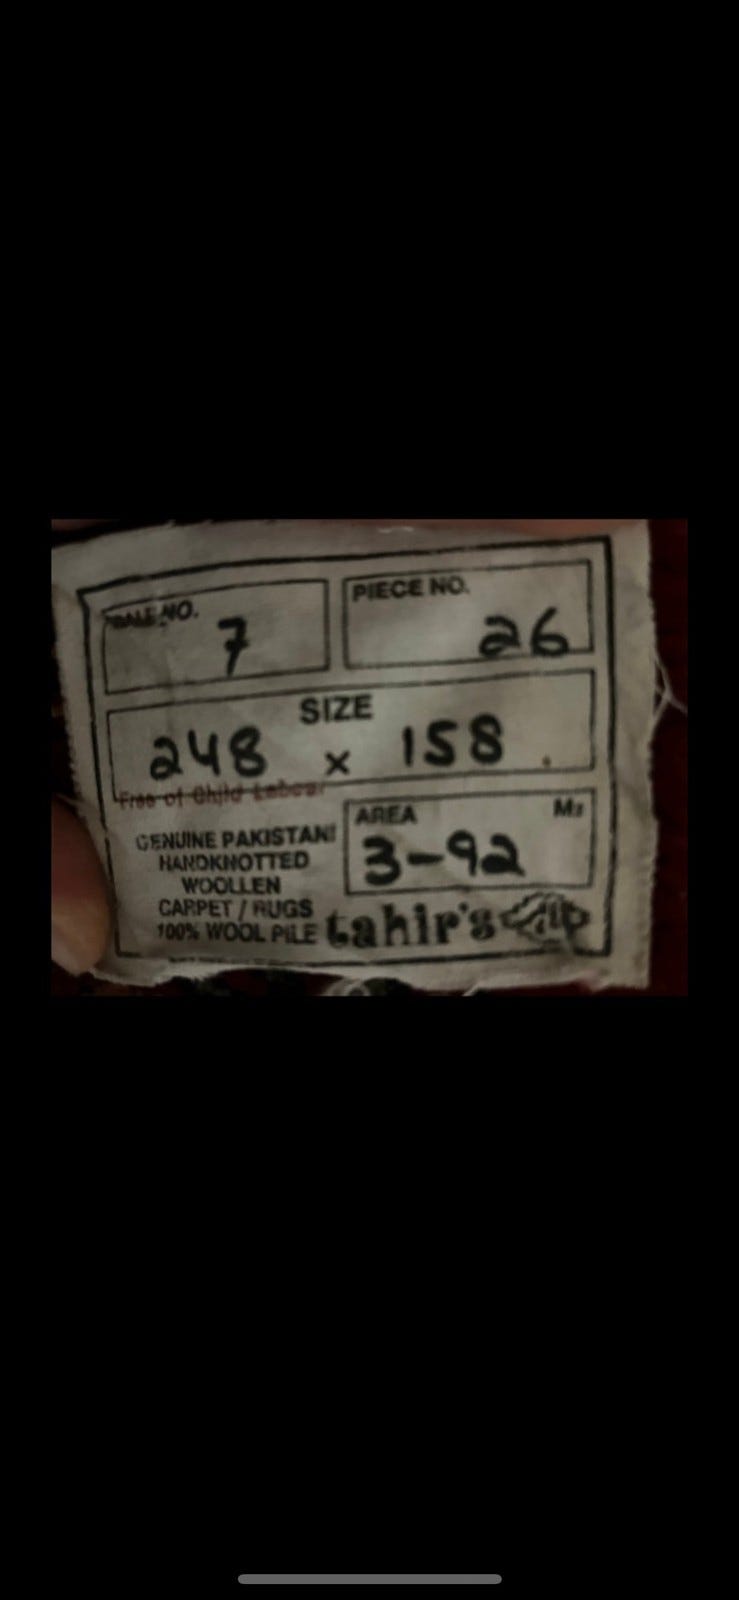 BALE NO.
7
PIECE NO.
26
SIZE
248 x 158
Free of Child Labour
GENUINE PAKISTANI
HANDKNOTTED
WOOLLEN
CARPET / RUGS
100% WOOL PILE
AREA M2
3-92
tahir's